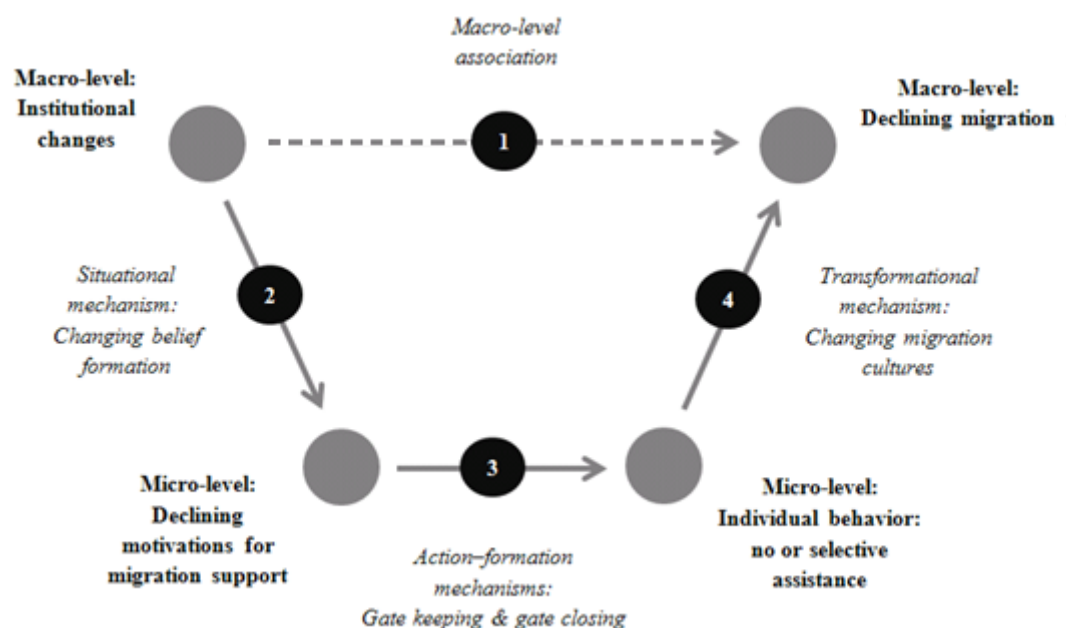 Macro-level
association
Macro-level:
Institutional
changes
Macro-level:
Declining migration
1
Situational
mechanism:
Changing belief
formation
2
4
Transformational
mechanism:
Changing migration
cultures
3
Micro-level:
Declining
motivations for
migration support
Action–formation
mechanisms:
Gate keeping & gate closing
Micro-level:
Individual behavior:
no or selective
assistance